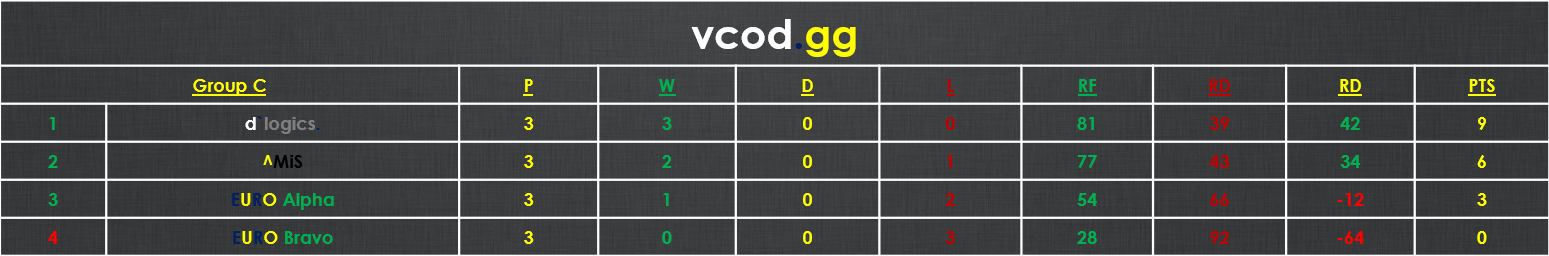 vcod.gg
Group C P W D L RF RD RD PTS
1 d`logics. 3 3 0 0 81 39 42 9
2 ^MiS 3 2 0 1 77 43 34 6
3 EURO Alpha 3 1 0 2 54 66 -12 3
4 EURO Bravo 3 0 0 3 28 92 -64 0